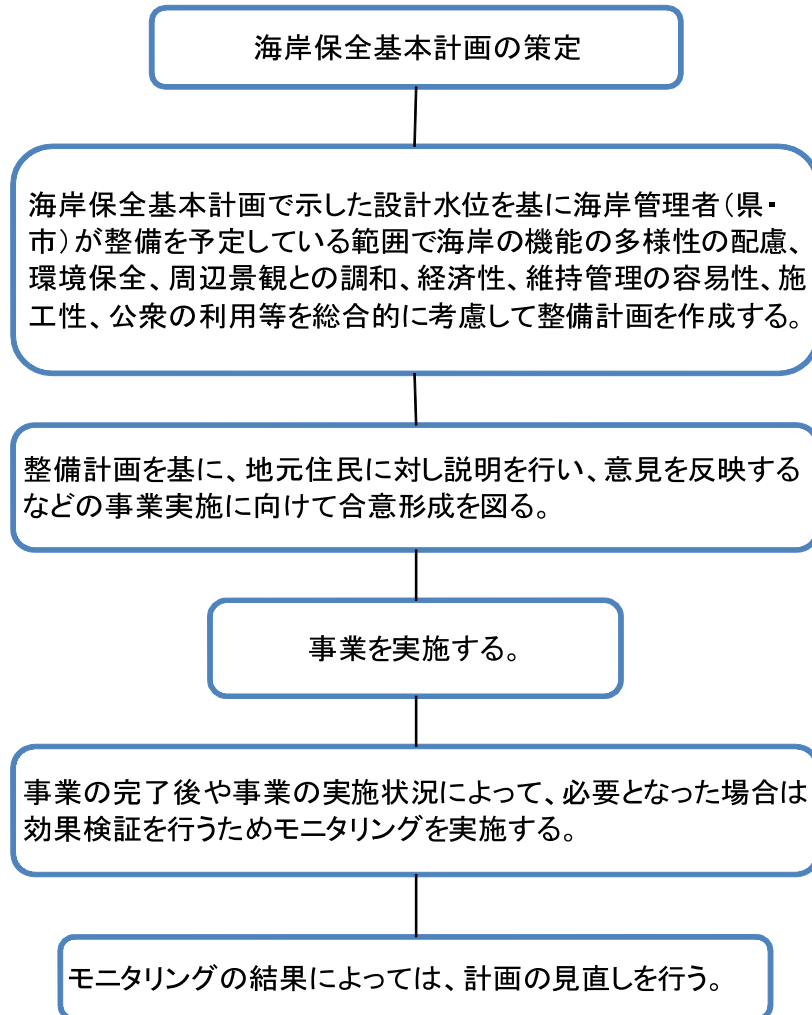 海岸保全基本計画の策定
海岸保全基本計画で示した設計水位を基に海岸管理者(県・
市)が整備を予定している範囲で海岸の機能の多様性の配慮、
環境保全、周辺景観との調和、経済性、維持管理の容易性、施
工性、公衆の利用等を総合的に考慮して整備計画を作成する。
整備計画を基に、地元住民に対し説明を行い、意見を反映する
などの事業実施に向けて合意形成を図る。
事業を実施する。
事業の完了後や事業の実施状況によって、必要となった場合は
効果検証を行うためモニタリングを実施する。
モニタリングの結果によっては、計画の見直しを行う。